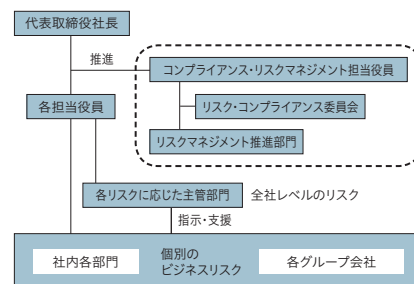 代表取締役社長
推進
コンプライアンス・リスクマネジメント担当役員
各担当役員
リスク・コンプライアンス委員会
リスクマネジメント推進部門
各リスクに応じた主管部門
全社レベルのリスク
指示・支援
社内各部門
個別の
ビジネスリスク
各グループ会社